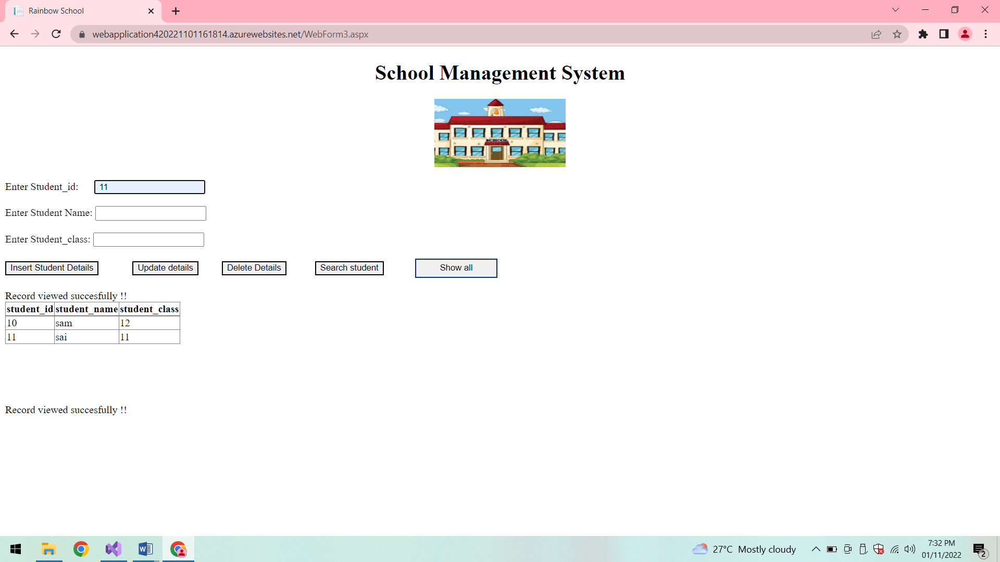 Rainbow School
webapplication420221101161814.azurewebsites.net/WebForm3.aspx
School Management System
SCHOOL
Enter Student_id: 11
Enter Student Name:
Enter Student_class:
Insert Student Details Update details Delete Details Search student Show all
Record viewed succesfully !!
student_id student_name student_class
10 sam 12
11 sai 11
Record viewed succesfully !!
27°C Mostly cloudy
7:32 PM
01/11/2022
2